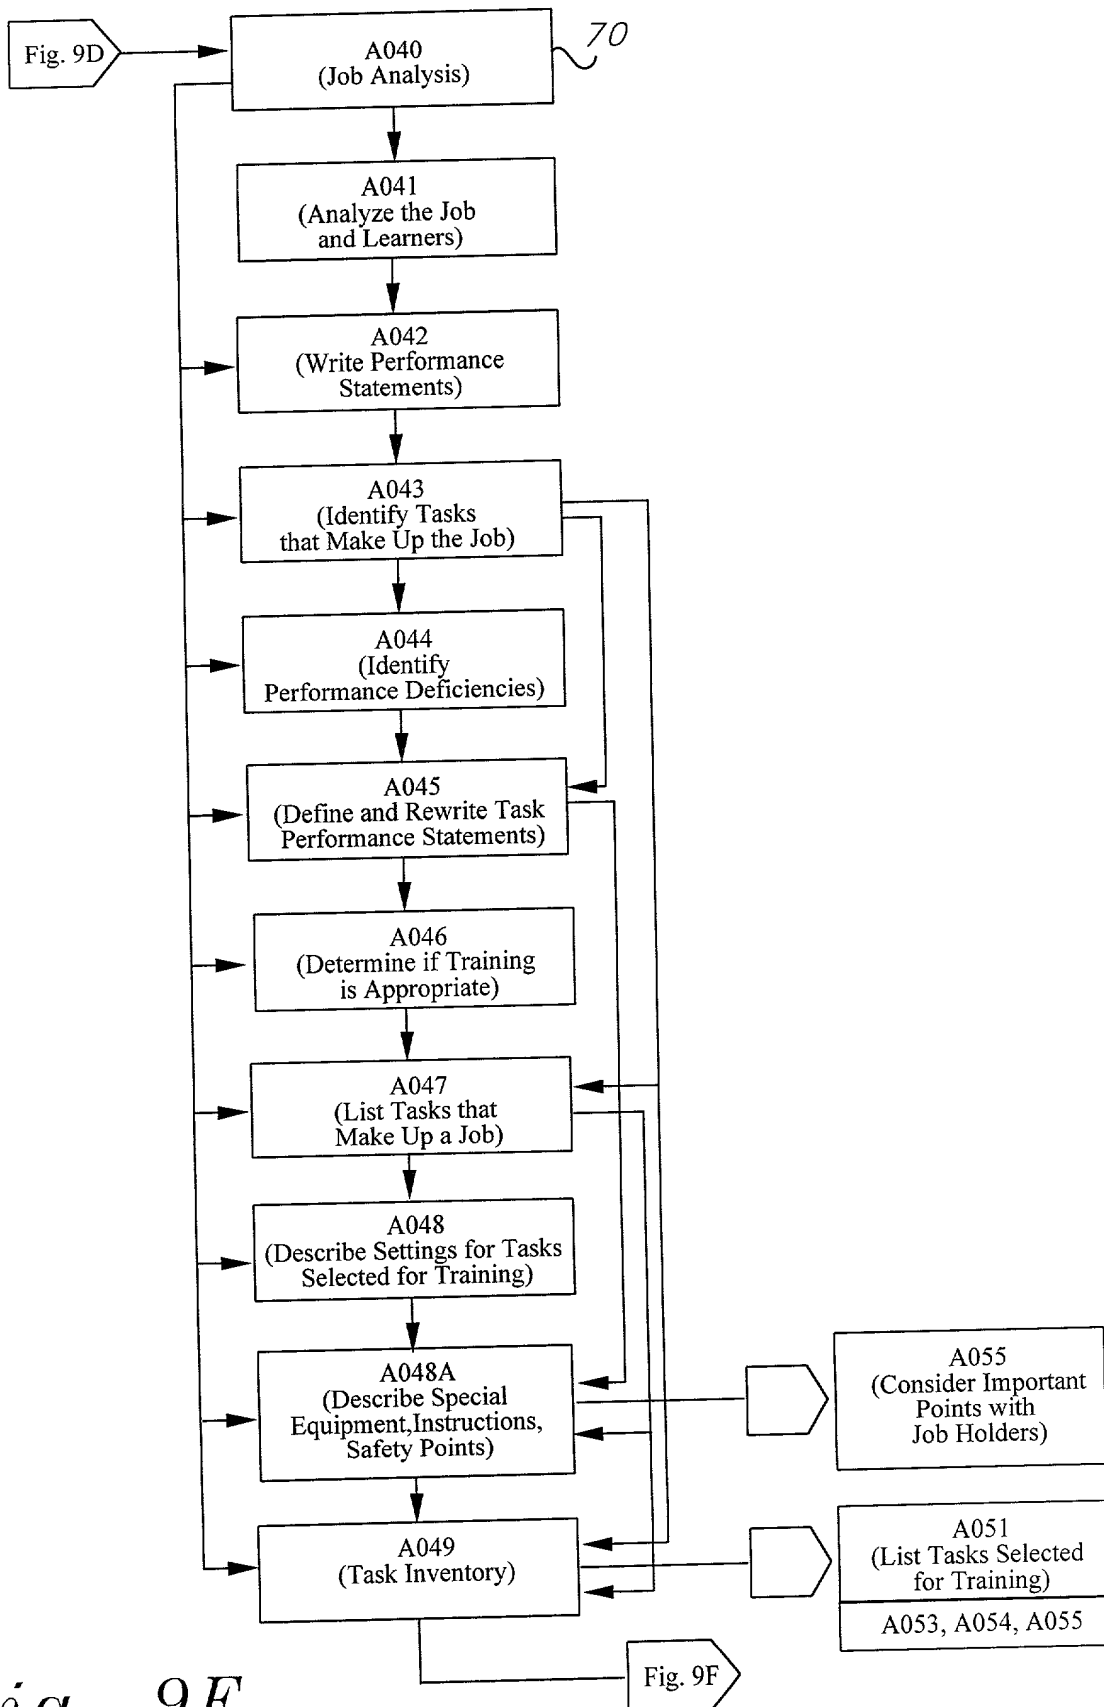 Fig. 9D
A040
(Job Analysis)
70
A041
(Analyze the Job
and Learners)
A042
(Write Performance
Statements)
A043
(Identify Tasks
that Make Up the Job)
A044
(Identify
Performance Deficiencies)
A045
(Define and Rewrite Task
Performance Statements)
A046
(Determine if Training
is Appropriate)
A047
(List Tasks that
Make Up a Job)
A048
(Describe Settings for Tasks
Selected for Training)
A048A
(Describe Special
Equipment,Instructions,
Safety Points)
A055
(Consider Important
Points with
Job Holders)
A049
(Task Inventory)
A051
(List Tasks Selected
for Training)
A053, A054, A055
Fig. 9F